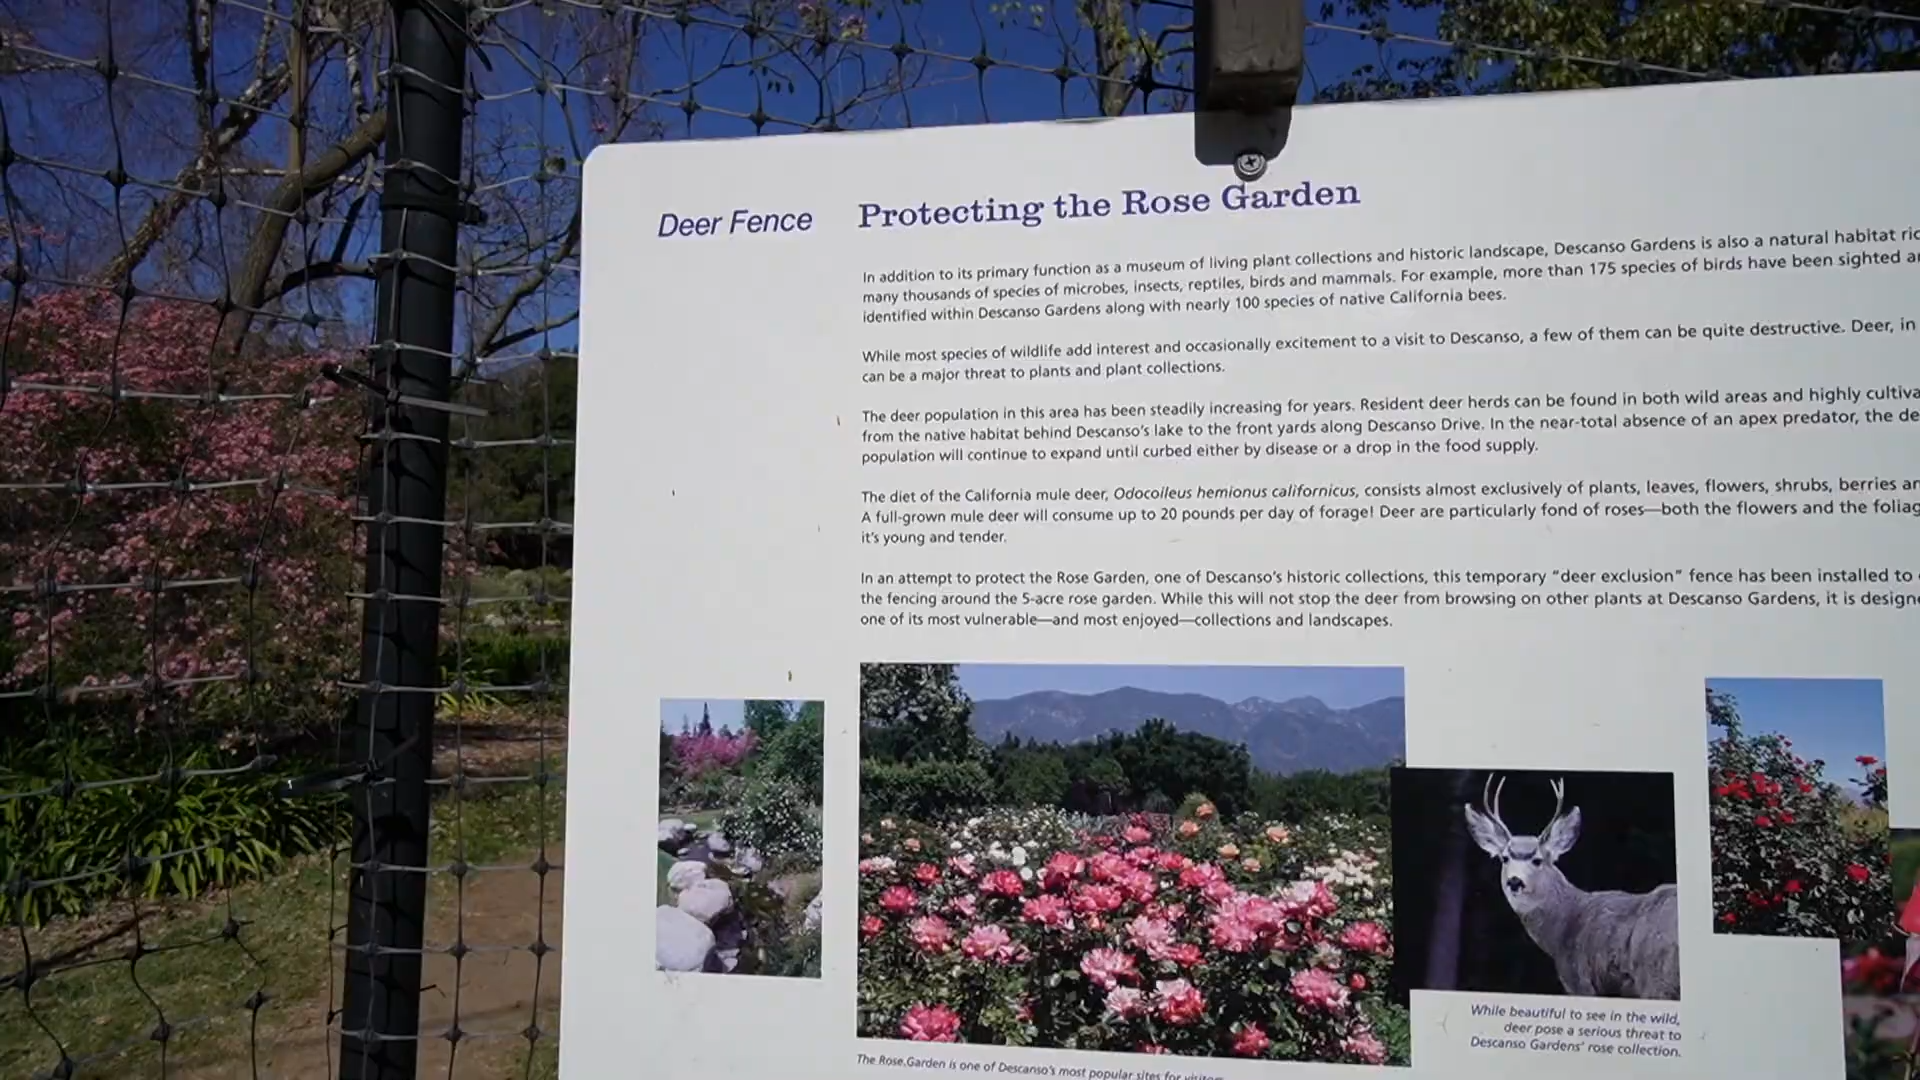 Deer Fence
Protecting the Rose Garden
In addition to its primary function as a museum of living plant collections and historic landscape, Descanso Gardens is also a natural habitat
many thousands of species of microbes, insects, reptiles, birds and mammals. For example, more than 175 species of birds have been sighted
identified within Descanso Gardens along with nearly 100 species of native California bees.
While most species of wildlife add interest and occasionally excitement to a visit to Descanso, a few of them can be quite destructive. Deer, in
can be a major threat to plants and plant collections.
The deer population in this area has been steadily increasing for years. Resident deer herds can be found in both wild areas and highly
from the native habitat behind Descanso's lake to the front yards along Descanso Drive. In the near-total absence of an apex predator, the
population will continue to expand until curbed either by disease or a drop in the food supply.
The diet of the California mule deer, Odocoileus hemionus californicus, consists almost exclusively of plants, leaves, flowers, shrubs, berries
A full-grown mule deer will consume up to 20 pounds per day of forage! Deer are particularly fond of roses—both the flowers and the
it's young and tender.
In an attempt to protect the Rose Garden, one of Descanso's historic collections, this temporary "deer exclusion" fence has been installed to
the fencing around the 5-acre rose garden. While this will not stop the deer from browsing on other plants at Descanso Gardens, it is
one of its most vulnerable—and most enjoyed—collections and landscapes.
While beautiful to see in the wild,
deer pose a serious threat to
Descanso Gardens' rose collection.
The Rose Garden is one of Descanso's most popular sites for